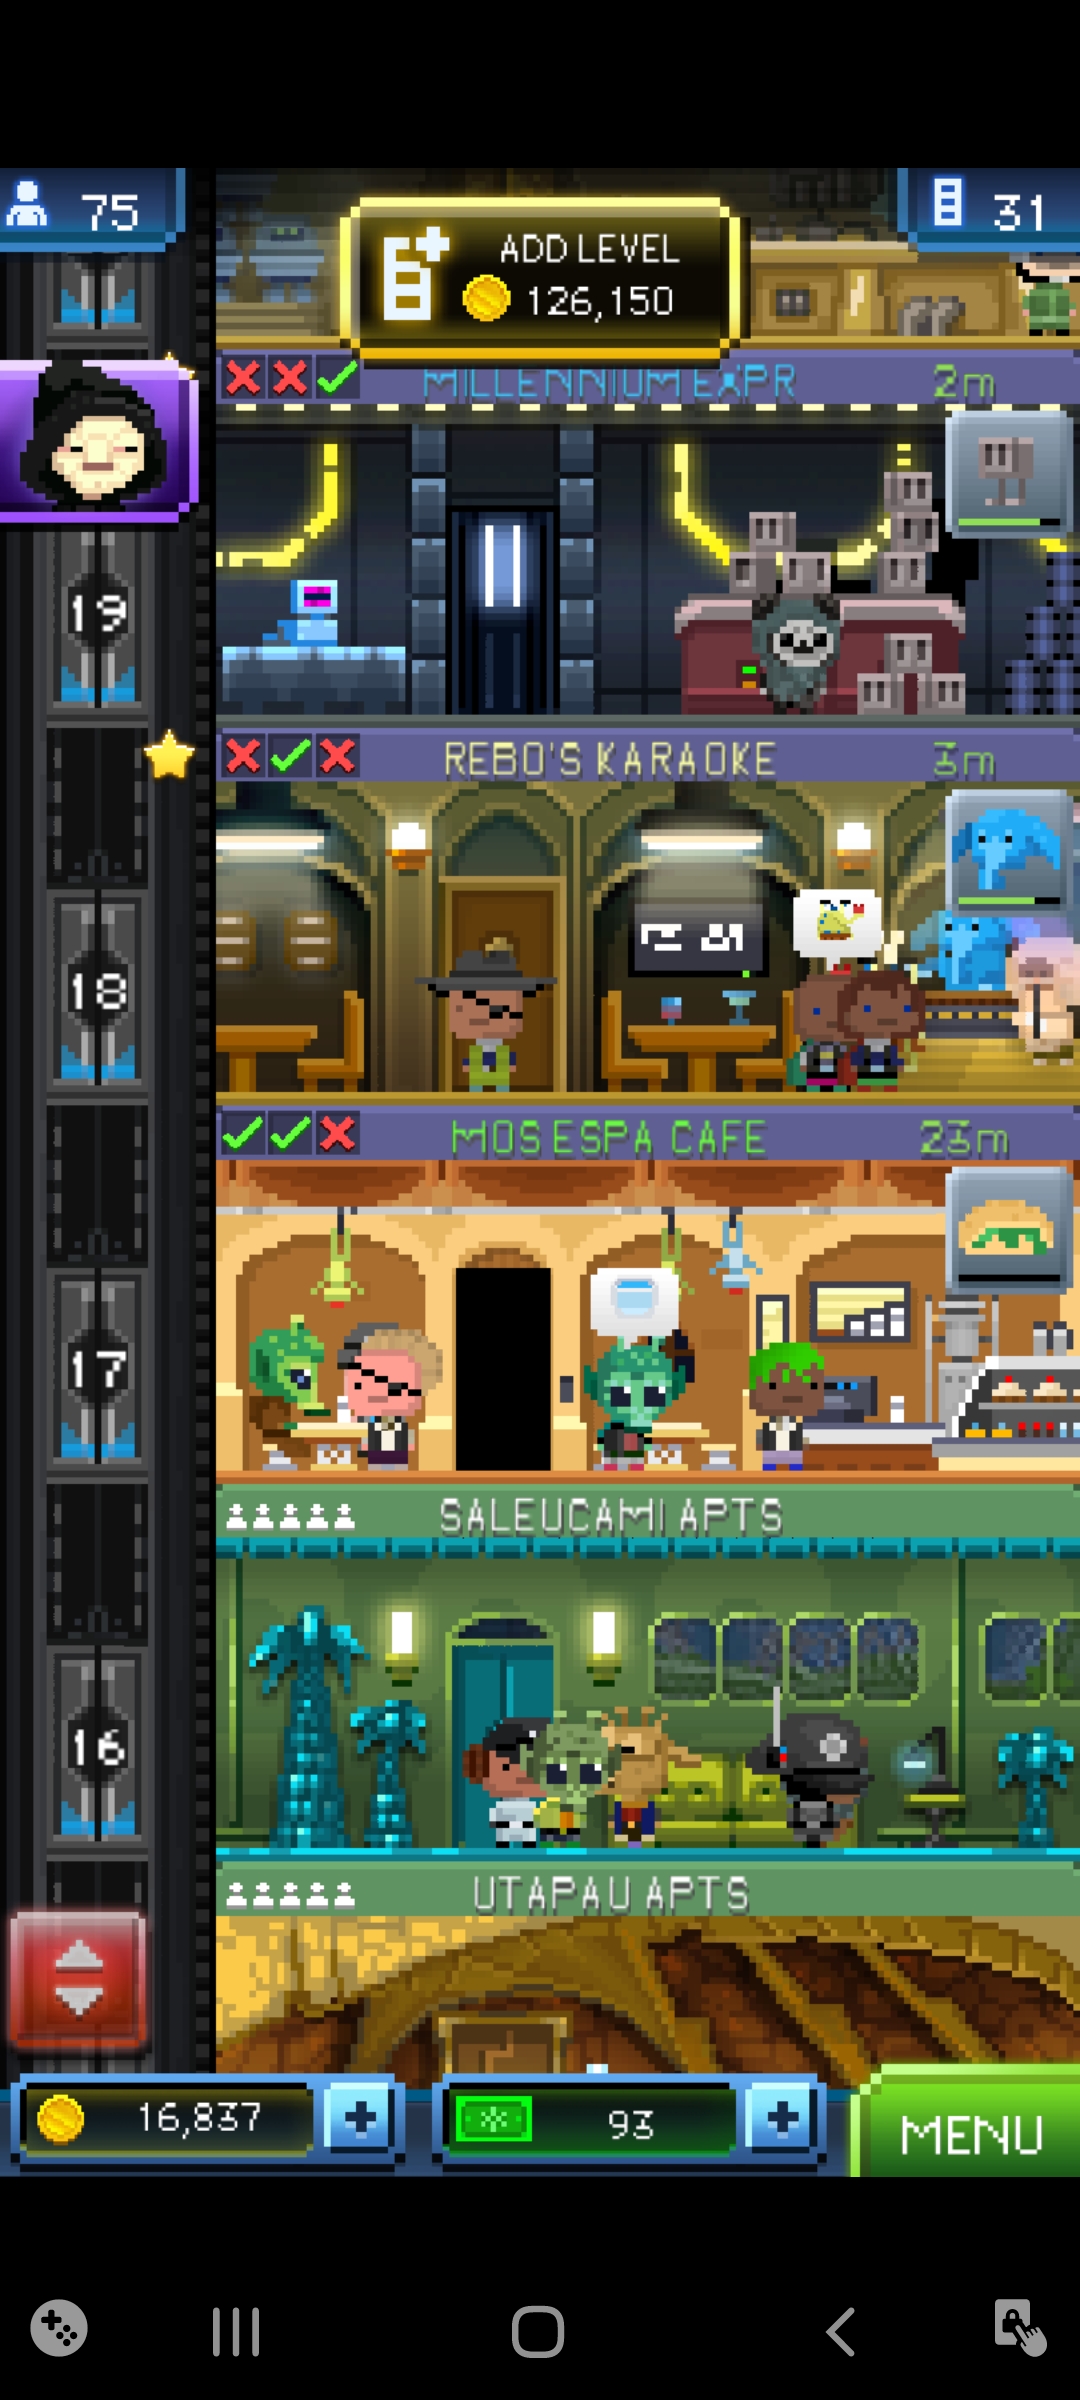 75
ADD LEVEL
126,150
31
MILLENNIUM EXPR
2m
19
REBO'S KARAOKE
3m
18
MOS ESPA CAFE
23m
17
SALEUCAMI APTS
16
UTAPAU APTS
16,837
93
MENU